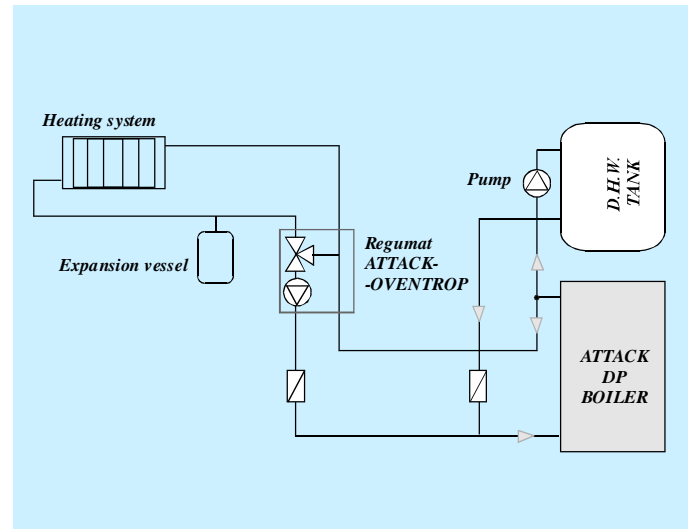 Heating system
Pump
D.H.W.
TANK
Regumat
ATTACK-
-OVENTROP
Expansion vessel
ATTACK
DP
BOILER